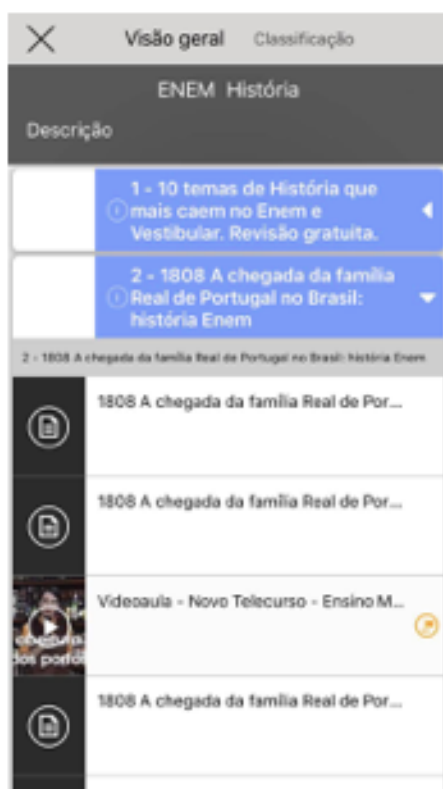 Visão geral Classificação
ENEM História
Descrição
1 - 10 temas de História que
mais caem no Enem e
Vestibular. Revisão gratuita.
2 - 1808 A chegada da família
Real de Portugal no Brasil:
história Enem
2 - 1808 A chegada da família Real de Portugal no Brasil: história Enem
1808 A chegada da família Real de Por...
1808 A chegada da família Real de Por...
Videoaula - Novo Telecurso - Ensino M...
abertura
dos portos
1808 A chegada da família Real de Por...